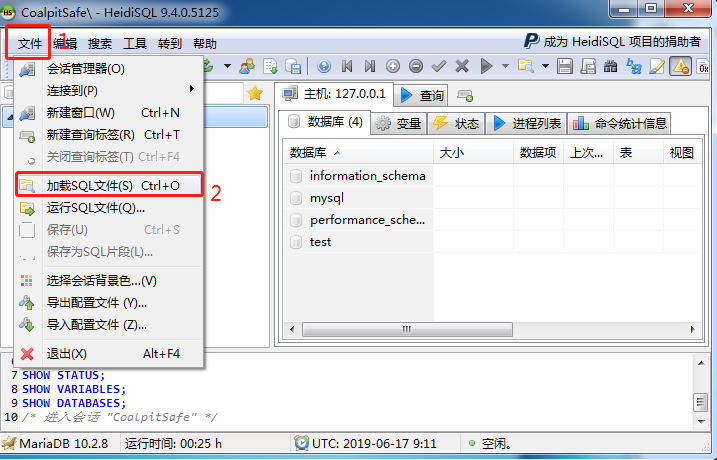 CoalpitSafe\ - HeidiSQL 9.4.0.5125
文件 1 编辑 搜索 工具 转到 帮助
成为 HeidiSQL 项目的捐助者
会话管理器(O)
连接到(P)
新建窗口(W) Ctrl+N
新建查询标签(R) Ctrl+T
关闭查询标签(T) Ctrl+F4
加载SQL文件(S) Ctrl+O 2
运行SQL文件(Q)...
保存(U) Ctrl+S
保存为SQL片段(L)...
选择会话背景色...(V)
导出配置文件 (Y)...
导入配置文件 (Z)...
退出(X) Alt+F4
主机: 127.0.0.1 查询
数据库 (4) 变量 状态 进程列表 命令统计信息
数据库 大小 数据项 上次... 表 视图
information_schema
mysql
performance_sche...
test
7 SHOW STATUS;
8 SHOW VARIABLES;
9 SHOW DATABASES;
10 /* 进入会话 "CoalpitSafe" */
MariaDB 10.2.8 运行时间: 00:25 h UTC: 2019-06-17 9:11 空闲。